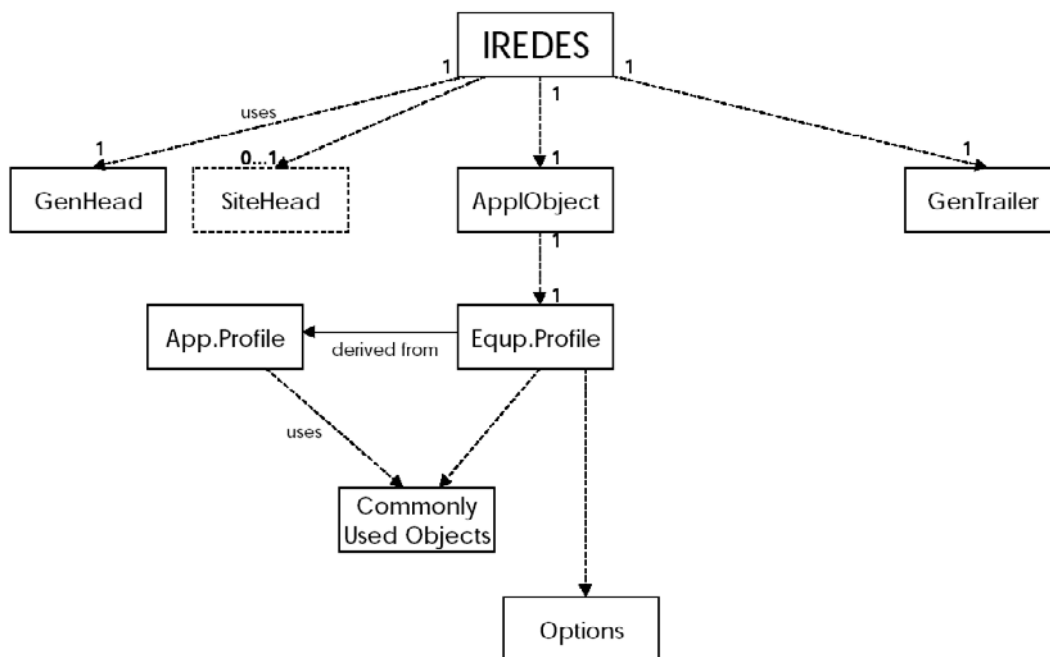 IREDES
1
1
1
uses
1
0...1
1
1
GenHead
SiteHead
ApplObject
GenTrailer
1
1
App.Profile
derived from
Equp.Profile
uses
Commonly
Used Objects
Options